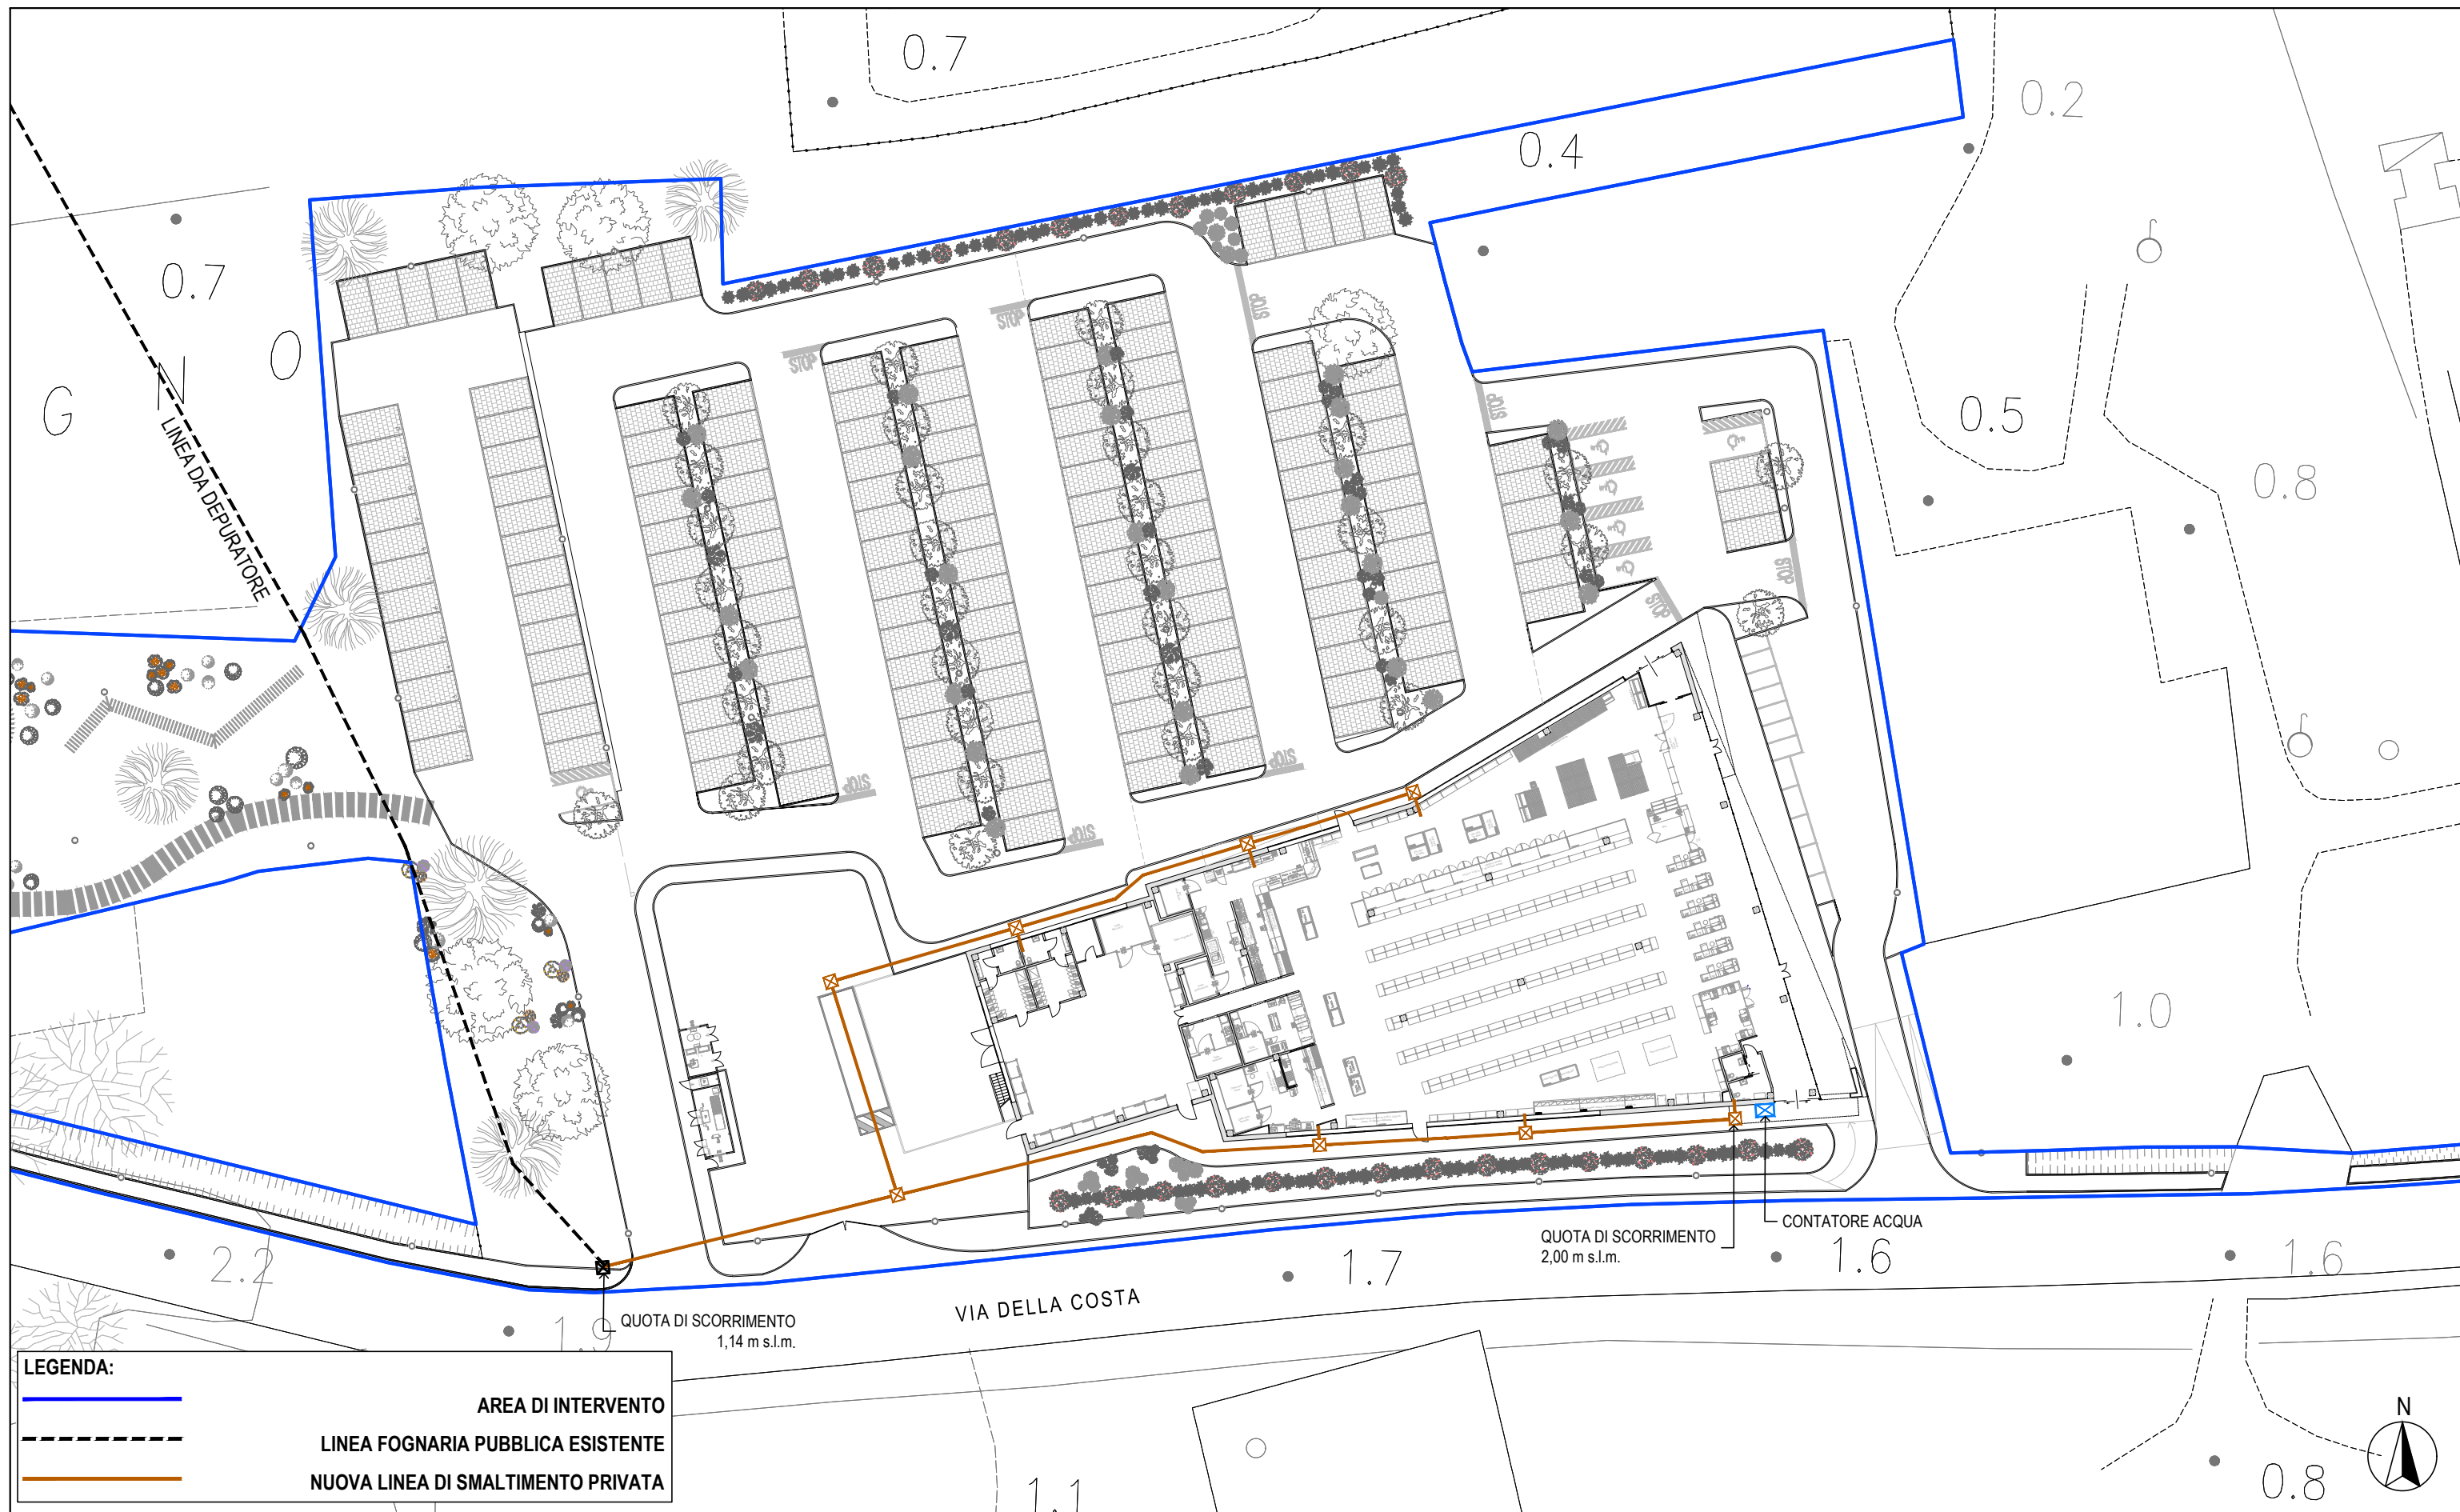 0.7
0.2
0.4
0.7
G N O
LINEA DA DEPURATORE
0.5
0.8
STOP
STOP
STOP
STOP
STOP
STOP
STOP
STOP
STOP
1.0
2.2
1.9
QUOTA DI SCORRIMENTO
1,14 m s.l.m.
VIA DELLA COSTA
1.7
QUOTA DI SCORRIMENTO
2,00 m s.l.m.
CONTATORE ACQUA
1.6
1.6
LEGENDA:
AREA DI INTERVENTO
LINEA FOGNARIA PUBBLICA ESISTENTE
NUOVA LINEA DI SMALTIMENTO PRIVATA
1.1
N
0.8